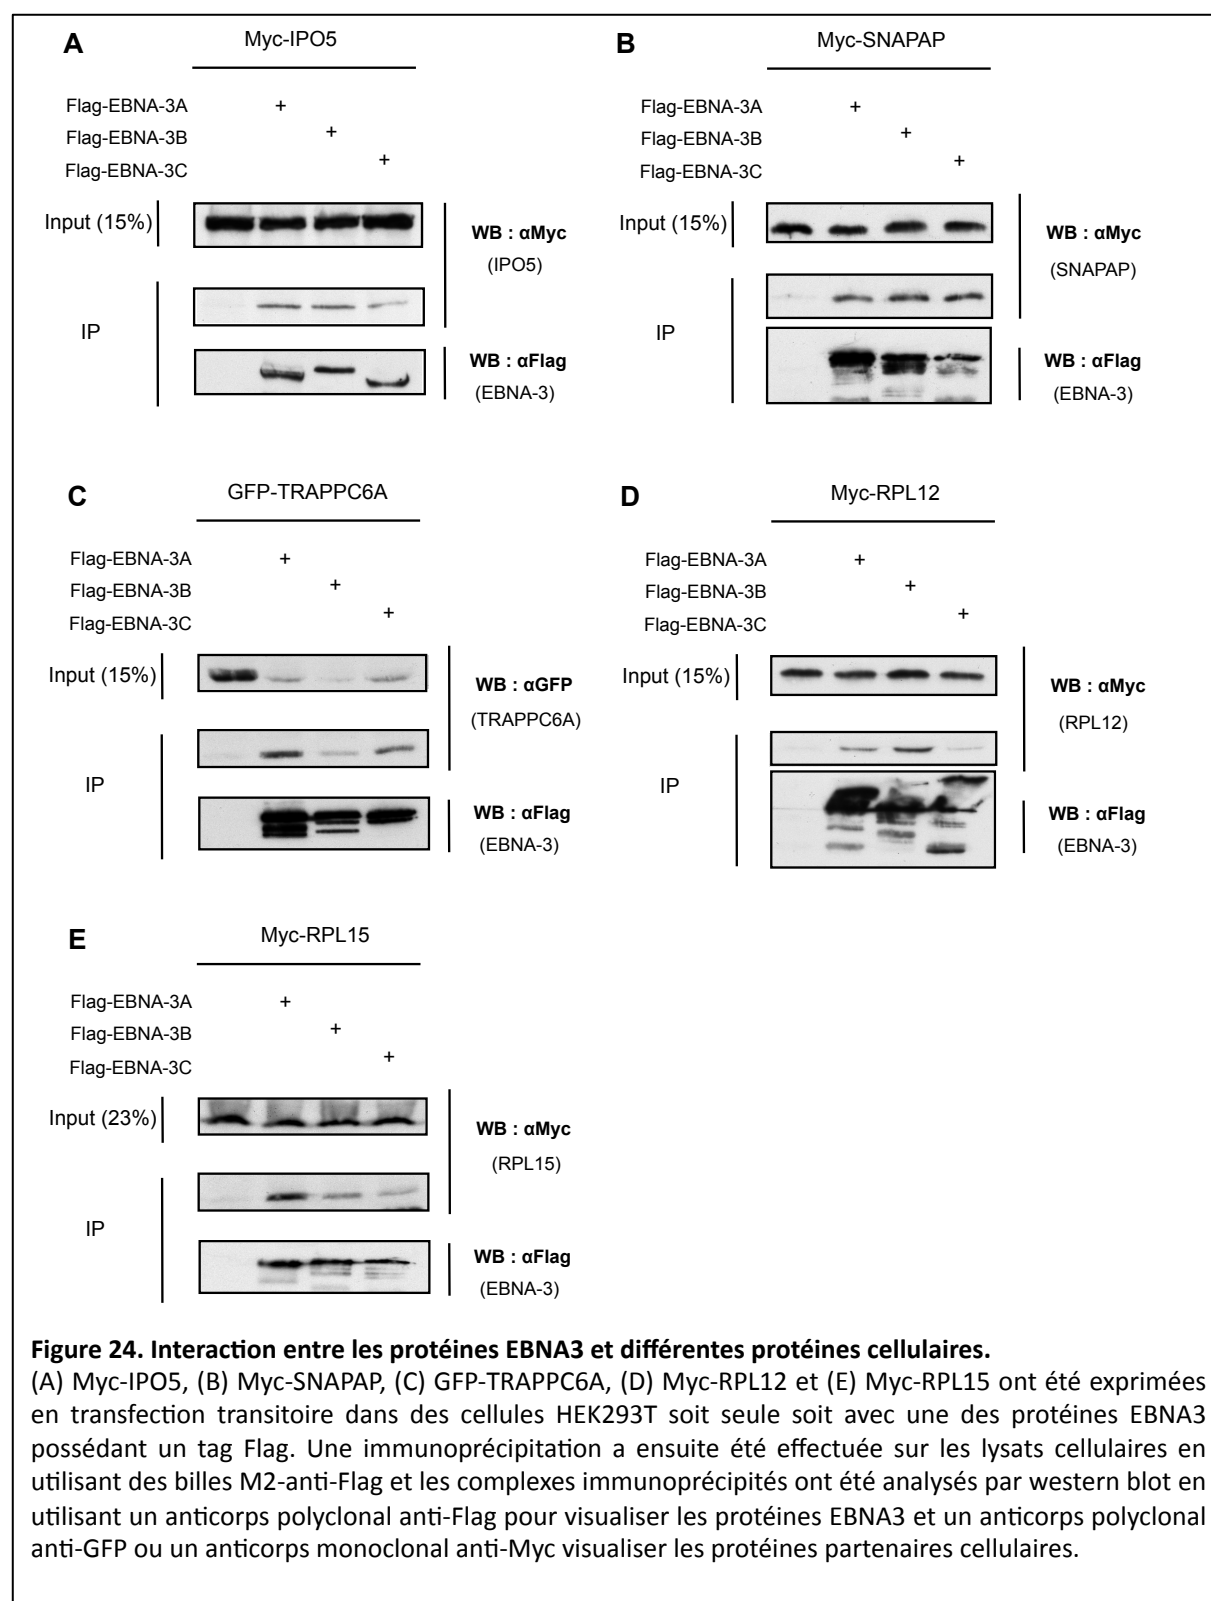 A
Myc-IPO5
Flag-EBNA-3A +
Flag-EBNA-3B +
Flag-EBNA-3C +
Input (15%)
WB : αMyc
(IPO5)
IP
WB : αFlag
(EBNA-3)
B
Myc-SNAPAP
Flag-EBNA-3A +
Flag-EBNA-3B +
Flag-EBNA-3C +
Input (15%)
WB : αMyc
(SNAPAP)
IP
WB : αFlag
(EBNA-3)
C
GFP-TRAPPC6A
Flag-EBNA-3A +
Flag-EBNA-3B +
Flag-EBNA-3C +
Input (15%)
WB : αGFP
(TRAPPC6A)
IP
WB : αFlag
(EBNA-3)
D
Myc-RPL12
Flag-EBNA-3A +
Flag-EBNA-3B +
Flag-EBNA-3C +
Input (15%)
WB : αMyc
(RPL12)
IP
WB : αFlag
(EBNA-3)
E
Myc-RPL15
Flag-EBNA-3A +
Flag-EBNA-3B +
Flag-EBNA-3C +
Input (23%)
WB : αMyc
(RPL15)
IP
WB : αFlag
(EBNA-3)
Figure 24. Interaction entre les protéines EBNA3 et différentes protéines cellulaires.
(A) Myc-IPO5, (B) Myc-SNAPAP, (C) GFP-TRAPPC6A, (D) Myc-RPL12 et (E) Myc-RPL15 ont été exprimées
en transfection transitoire dans des cellules HEK293T soit seule soit avec une des protéines EBNA3
possédant un tag Flag. Une immunoprécipitation a ensuite été effectuée sur les lysats cellulaires en
utilisant des billes M2-anti-Flag et les complexes immunoprécipités ont été analysés par western blot en
utilisant un anticorps polyclonal anti-Flag pour visualiser les protéines EBNA3 et un anticorps polyclonal
anti-GFP ou un anticorps monoclonal anti-Myc visualiser les protéines partenaires cellulaires.